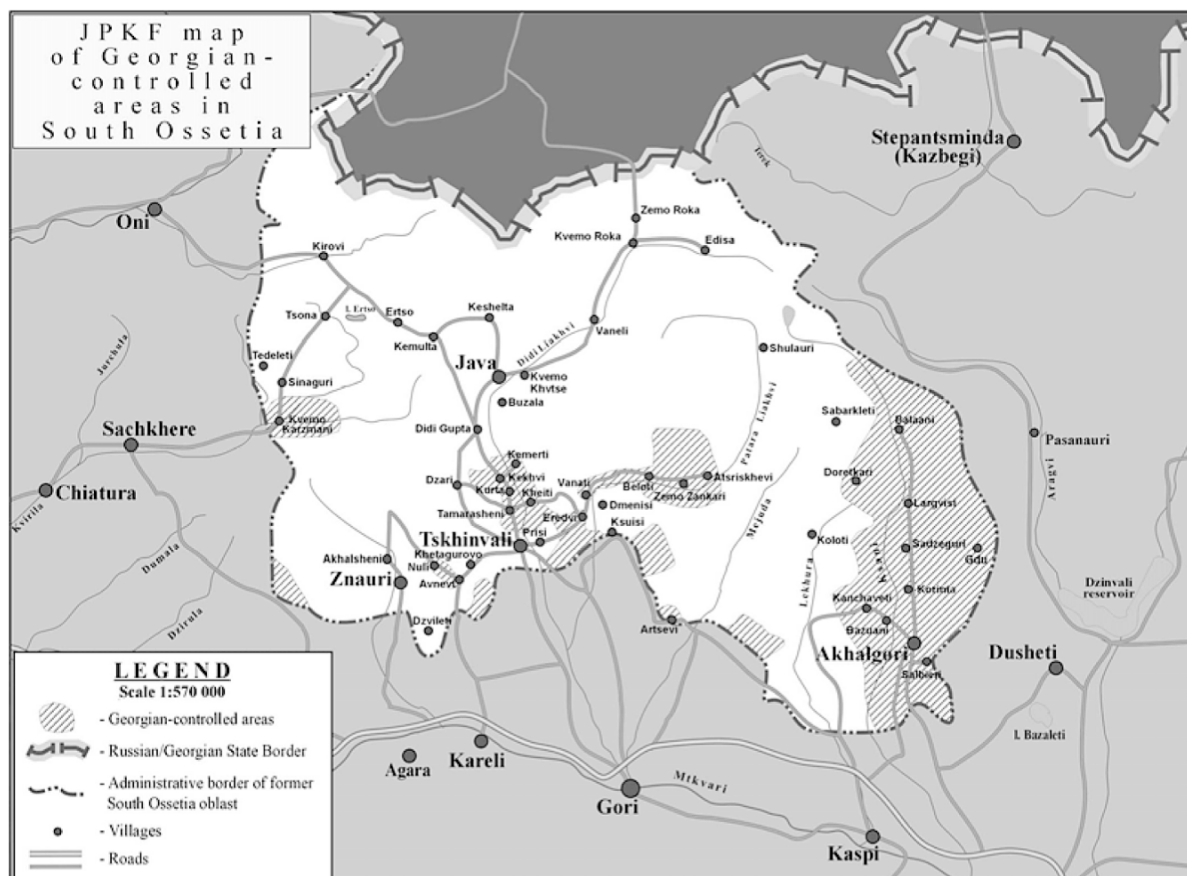 JPKF map
of Georgian-
controlled
areas in
South Ossetia
Stepantsminda
(Kazbegi)
Terek
Oni
Zemo Roka
Kvemo Roka
Edisa
Kirovi
Tsona
l. Ertso
Ertso
Keshelta
Kemulta
Didi Liakhvi
Vaneli
Shulauri
Jurchula
Tedeleti
Java
Kvemo
Khvtse
Sinaguri
Buzala
Patara Liakhvi
Sabarkleti
Balaani
Kvemo
Karzmani
Sachkhere
Didi Gupta
Pasanauri
Kemerti
Chiatura
Dzari
Kekhvi
Kurta
Kheiti
Vanati
Beloti
Atsriskhevi
Zemo Zankari
Doretkari
Aragvi
Kvirila
Tamarasheni
Dmenisi
Largvisi
Eredvi
Mejuda
Prisi
Ksuisi
Tskhinvali
Koloti
Sadzeguri
Dumala
Akhalsheni
Khetagurovo
Nuli
Znauri
Avnevi
Ksani
Lekhura
Dzinvali
reservoir
Kanchaveti
Dzirula
Dzvileti
Artsevi
Bazuani
Akhalgori
Dusheti
LEGEND
Scale 1:570 000
- Georgian-controlled areas
- Russian/Georgian State Border
- Administrative border of former
South Ossetia oblast
- Villages
- Roads
l. Bazaleti
Agara
Kareli
Mtkvari
Gori
Kaspi